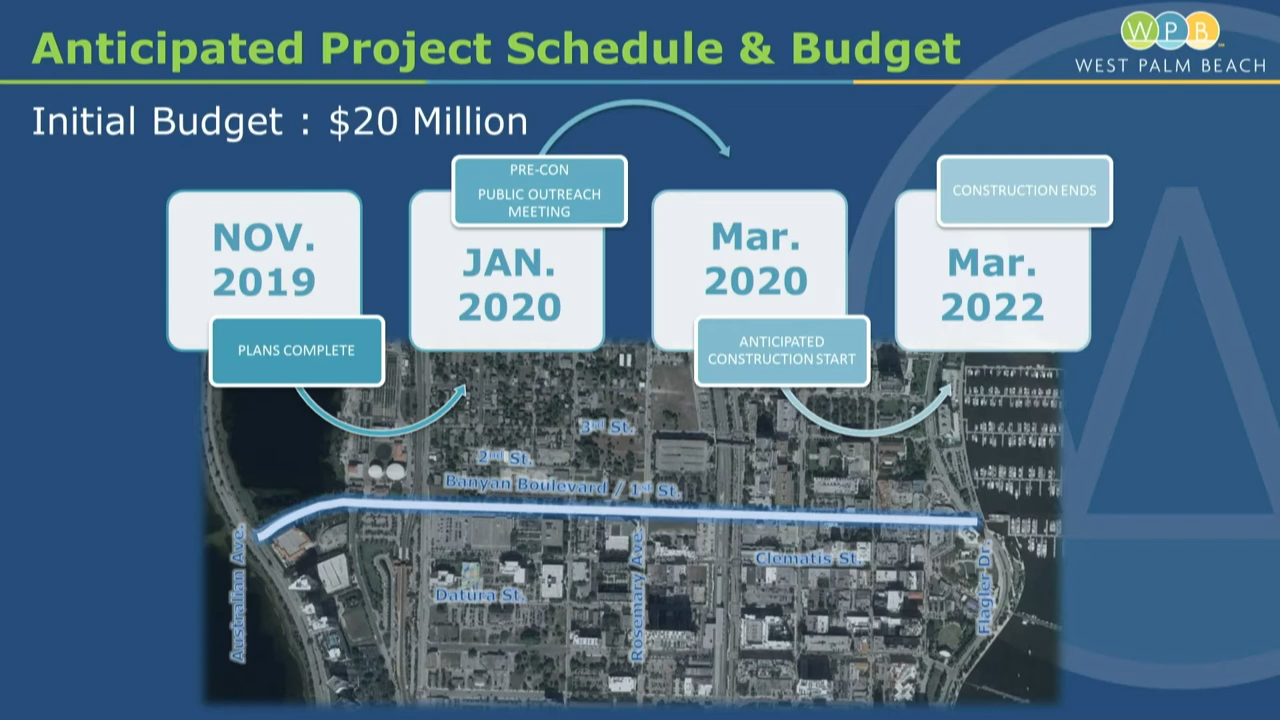 Anticipated Project Schedule & Budget
WPB
WEST PALM BEACH
Initial Budget : $20 Million
NOV.
2019
PLANS COMPLETE
PRE-CON
PUBLIC OUTREACH
MEETING
JAN.
2020
Mar.
2020
ANTICIPATED
CONSTRUCTION START
CONSTRUCTION ENDS
Mar.
2022
3rd St.
2nd St.
Banyan Boulevard / 1st St.
Clematis St.
Datura St.
Australian Ave.
Rosemary Ave.
Flagler Dr.